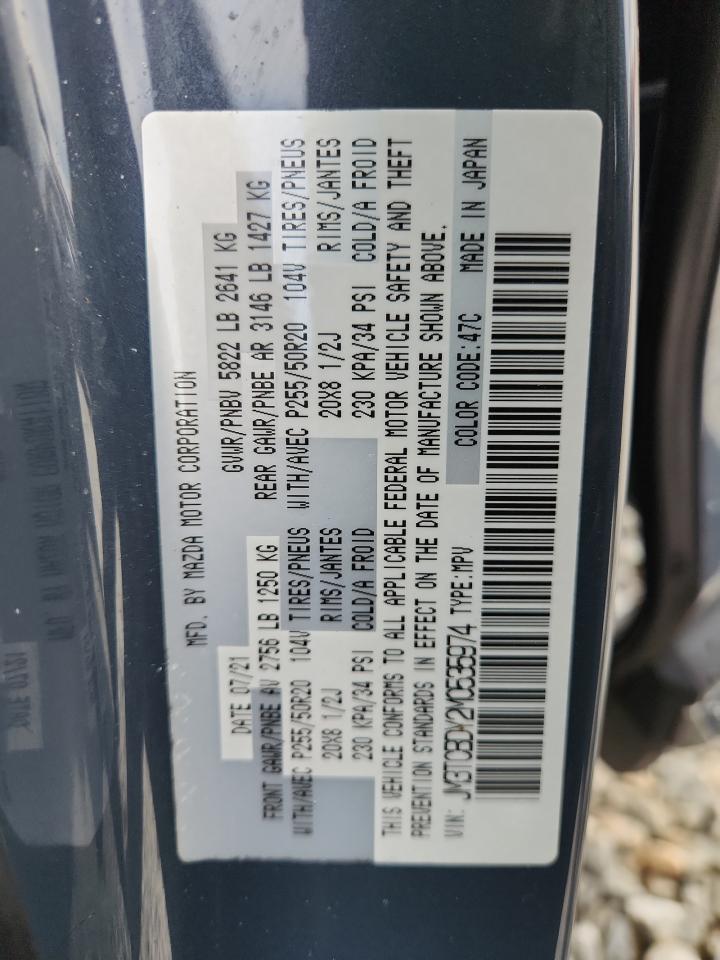 MFD. BY MAZDA MOTOR CORPORATION
DATE 07/21 GVWR/PNBV 5822 LB 2641 KG
FRONT GAWR/PNBE AV 2756 LB 1250 KG REAR GAWR/PNBE AR 3146 LB 1427 KG
WITH/AVEC P255/50R20 104V TIRES/PNEUS WITH/AVEC P255/50R20 104V TIRES/PNEUS
20X8 1/2J RIMS/JANTES 20X8 1/2J RIMS/JANTES
230 KPA/34 PSI COLD/A FROID 230 KPA/34 PSI COLD/A FROID
THIS VEHICLE CONFORMS TO ALL APPLICABLE FEDERAL MOTOR VEHICLE SAFETY AND THEFT
PREVENTION STANDARDS IN EFFECT ON THE DATE OF MANUFACTURE SHOWN ABOVE.
VIN: JM3TCBDY2M0535974 TYPE:MPV COLOR CODE:47C MADE IN JAPAN